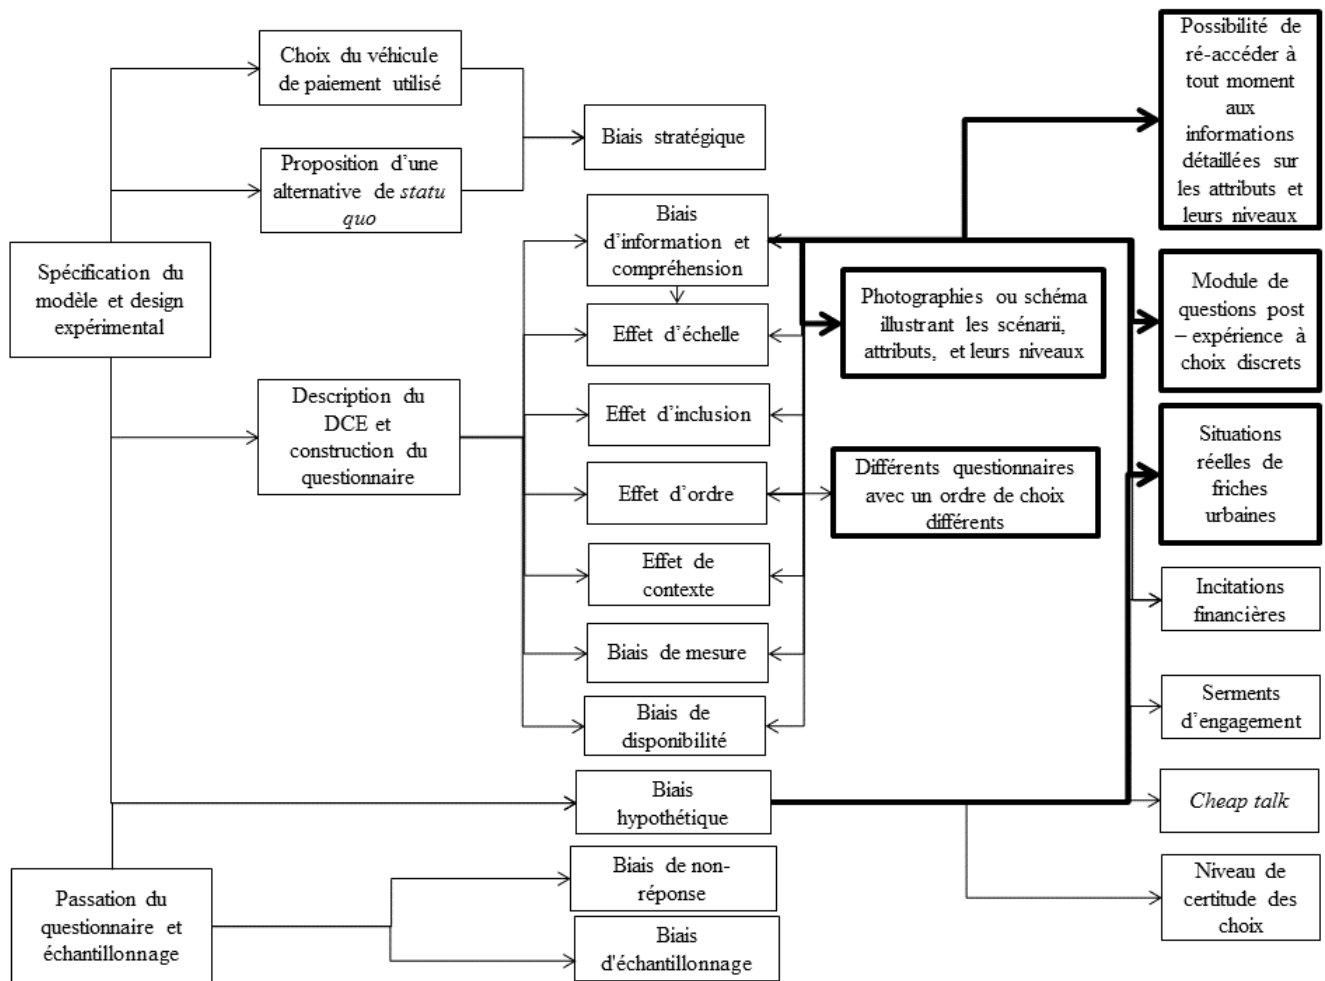 Choix du véhicule
de paiement utilisé
Proposition d'une
alternative de statu
quo
Spécification du
modèle et design
expérimental
Description du
DCE et
construction du
questionnaire
Passation du
questionnaire et
échantillonnage
Biais stratégique
Biais
d'information et
compréhension
Effet d'échelle
Effet d'inclusion
Effet d'ordre
Effet de
contexte
Biais de mesure
Biais de
disponibilité
Biais
hypothétique
Biais de non-
réponse
Biais
d'échantillonnage
Photographies ou schéma
illustrant les scénarii,
attributs, et leurs niveaux
Différents questionnaires
avec un ordre de choix
différents
Possibilité de
ré-accéder à
tout moment
aux
informations
détaillées sur
les attributs et
leurs niveaux
Module de
questions post
– expérience à
choix discrets
Situations
réelles de
friches
urbaines
Incitations
financières
Serments
d'engagement
Cheap talk
Niveau de
certitude des
choix